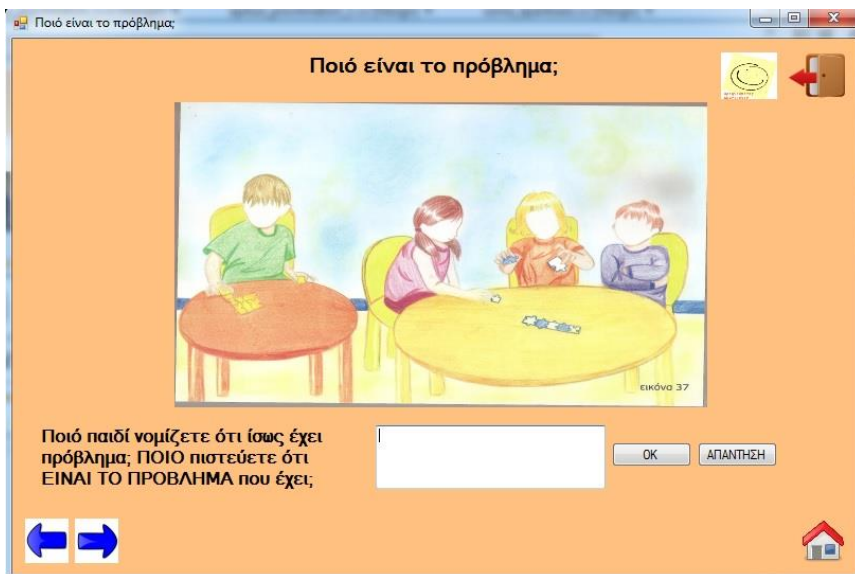 Ποιό είναι το πρόβλημα;
Ποιό είναι το πρόβλημα;
εικόνα 37
Ποιό παιδί νομίζετε ότι ίσως έχει
πρόβλημα; ΠΟΙΟ πιστεύετε ότι
ΕΙΝΑΙ ΤΟ ΠΡΟΒΛΗΜΑ που έχει;
OK
ΑΠΑΝΤΗΣΗ